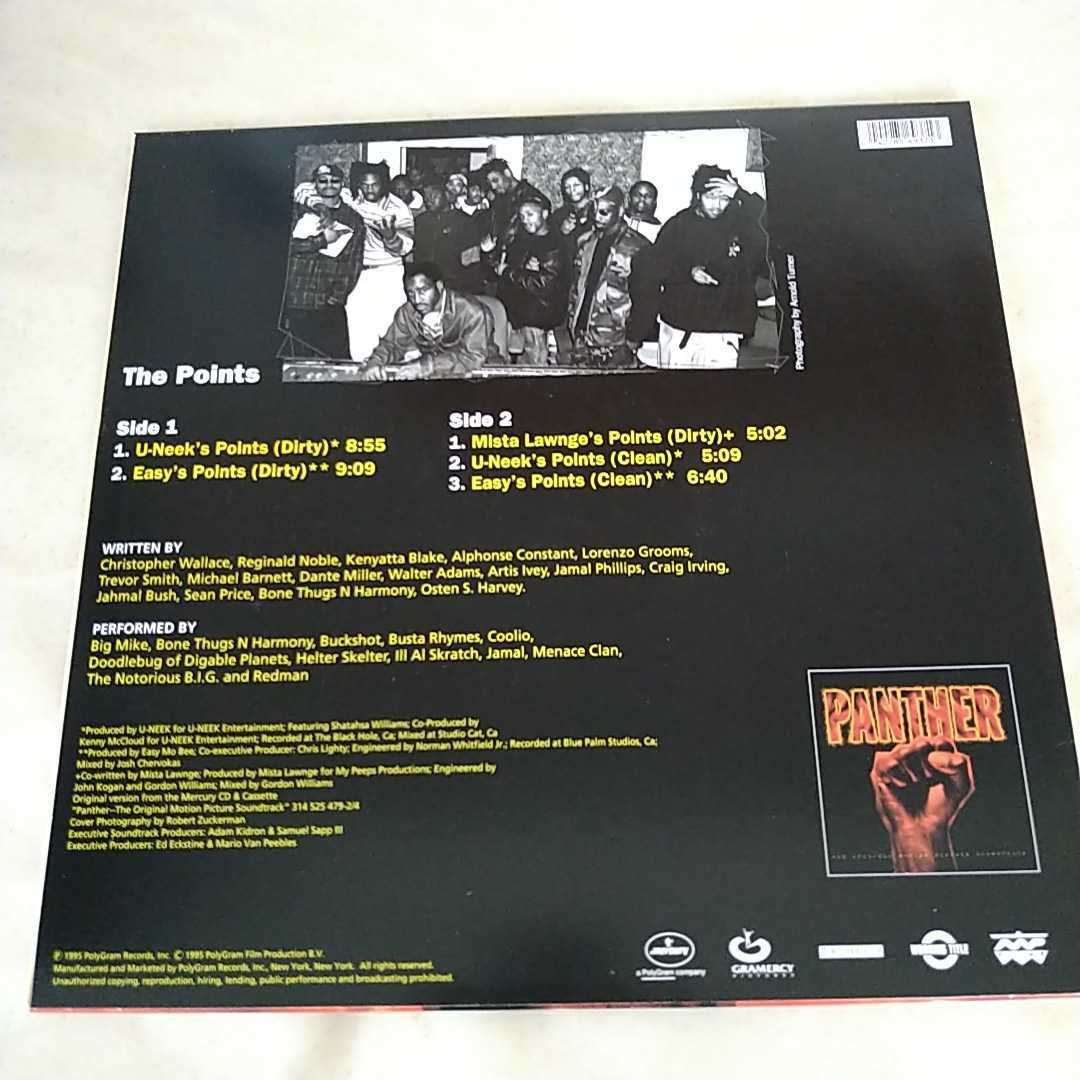 Photography by Arnold Turner
The Points
Side 1
1. U-Neek's Points (Dirty)* 8:55
2. Easy's Points (Dirty)** 9:09
Side 2
1. Mista Lawnge's Points (Dirty)+ 5:02
2. U-Neek's Points (Clean)* 5:09
3. Easy's Points (Clean)** 6:40
WRITTEN BY
Christopher Wallace, Reginald Noble, Kenyatta Blake, Alphonse Constant, Lorenzo Grooms,
Trevor Smith, Michael Barnett, Dante Miller, Walter Adams, Artis Ivey, Jamal Phillips, Craig Irving,
Jahmal Bush, Sean Price, Bone Thugs N Harmony, Osten S. Harvey.
PERFORMED BY
Big Mike, Bone Thugs N Harmony, Buckshot, Busta Rhymes, Coolio,
Doodlebug of Digable Planets, Helter Skelter, Ill Al Skratch, Jamal, Menace Clan,
The Notorious B.I.G. and Redman
*Produced by U-NEEK for U-NEEK Entertainment; Featuring Shatahsa Williams; Co-Produced by
Kenny McCloud for U-NEEK Entertainment; Recorded at The Black Hole, Ca; Mixed at Studio Cat, Ca
**Produced by Easy Mo Bee; Co-executive Producer: Chris Lighty; Engineered by Norman Whitfield Jr.; Recorded at Blue Palm Studios, Ca;
Mixed by Josh Chervokas
+Co-written by Mista Lawnge; Produced by Mista Lawnge for My Peeps Productions; Engineered by
John Kogan and Gordon Williams; Mixed by Gordon Williams
Original version from the Mercury CD & Cassette
"Panther--The Original Motion Picture Soundtrack" 314 525 479-2/4
Cover Photography by Robert Zuckerman
Executive Soundtrack Producers: Adam Kidron & Samuel Sapp III
Executive Producers: Ed Eckstine & Mario Van Peebles
PANTHER
THE ORIGINAL MOTION PICTURE SOUNDTRACK
℗ 1995 PolyGram Records, Inc. © 1995 PolyGram Film Production B.V.
Manufactured and Marketed by PolyGram Records, Inc., New York, New York. All rights reserved.
Unauthorized copying, reproduction, hiring, lending, public performance and broadcasting prohibited.
mercury
a PolyGram company
GRAMERCY
PICTURES
WORKING TITLE